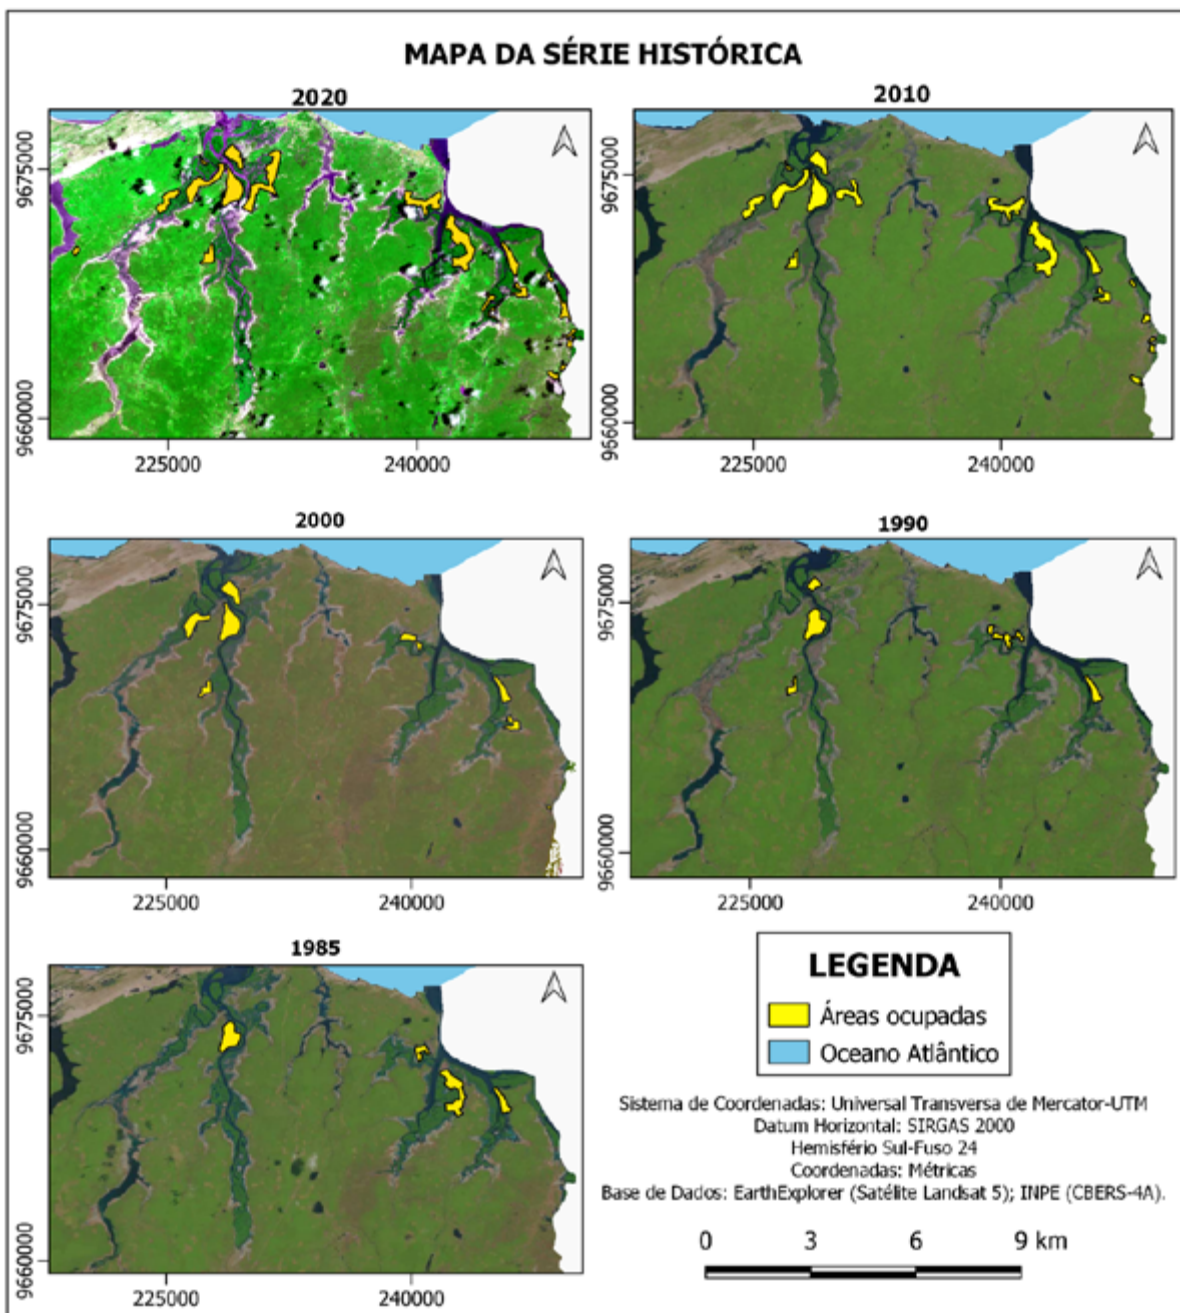 MAPA DA SÉRIE HISTÓRICA
2020
9675000
9660000
225000
240000
2010
9675000
9660000
225000
240000
2000
9675000
9660000
225000
240000
1990
9675000
9660000
225000
240000
1985
9675000
9660000
225000
240000
LEGENDA
Áreas ocupadas
Oceano Atlântico
Sistema de Coordenadas: Universal Transversa de Mercator-UTM
Datum Horizontal: SIRGAS 2000
Hemisfério Sul-Fuso 24
Coordenadas: Métricas
Base de Dados: EarthExplorer (Satélite Landsat 5); INPE (CBERS-4A).
0 3 6 9 km